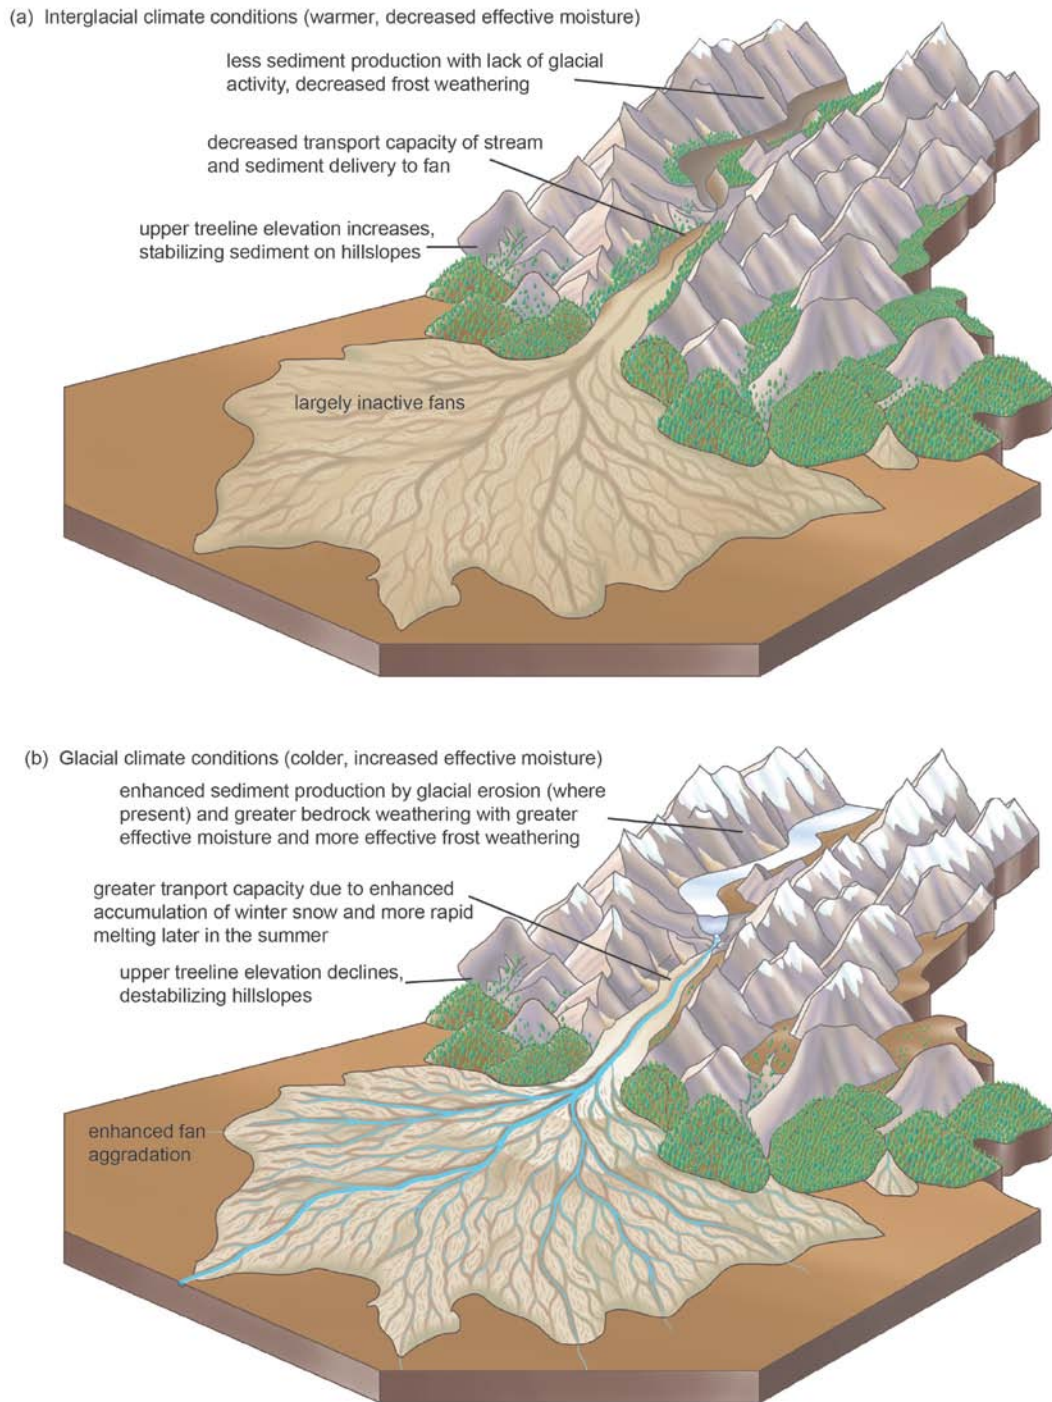 (a) Interglacial climate conditions (warmer, decreased effective moisture)
less sediment production with lack of glacial
activity, decreased frost weathering
decreased transport capacity of stream
and sediment delivery to fan
upper treeline elevation increases,
stabilizing sediment on hillslopes
largely inactive fans
(b) Glacial climate conditions (colder, increased effective moisture)
enhanced sediment production by glacial erosion (where
present) and greater bedrock weathering with greater
effective moisture and more effective frost weathering
greater tranport capacity due to enhanced
accumulation of winter snow and more rapid
melting later in the summer
upper treeline elevation declines,
destabilizing hillslopes
enhanced fan
aggradation